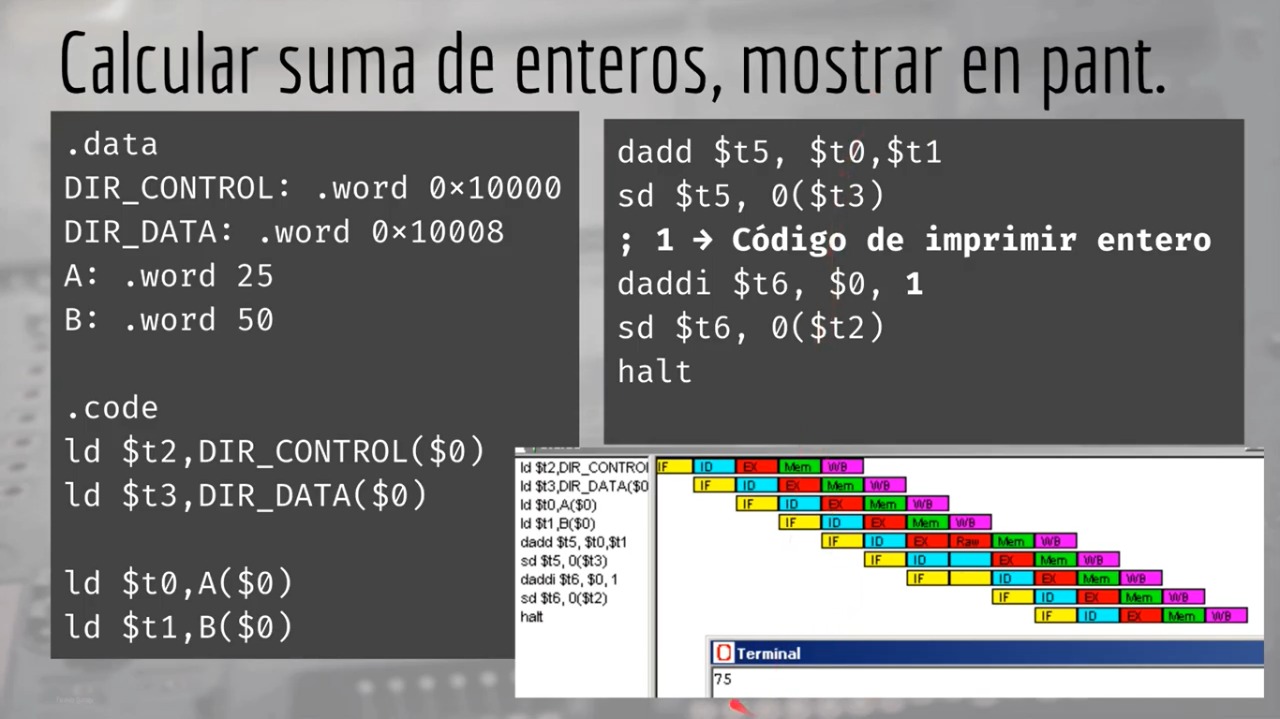 Calcular suma de enteros, mostrar en pant.
.data
DIR_CONTROL: .word 0×10000
DIR_DATA: .word 0×10008
A: .word 25
B: .word 50
.code
ld $t2,DIR_CONTROL($0)
ld $t3,DIR_DATA($0)
ld $t0,A($0)
ld $t1,B($0)
dadd $t5, $t0,$t1
sd $t5, 0($t3)
; 1 → Código de imprimir entero
daddi $t6, $0, 1
sd $t6, 0($t2)
halt
ld $t2,DIR_CONTROL IF ID EX Mem WB
ld $t3,DIR_DATA($0 IF ID EX Mem WB
ld $t0,A($0) IF ID EX Mem WB
ld $t1,B($0) IF ID EX Mem WB
dadd $t5, $t0,$t1 IF ID EX Raw Mem WB
sd $t5, 0($t3) IF ID EX Mem WB
daddi $t6, $0, 1 IF ID EX Mem WB
sd $t6, 0($t2) IF ID EX Mem WB
halt IF ID EX Mem WB
Terminal
75